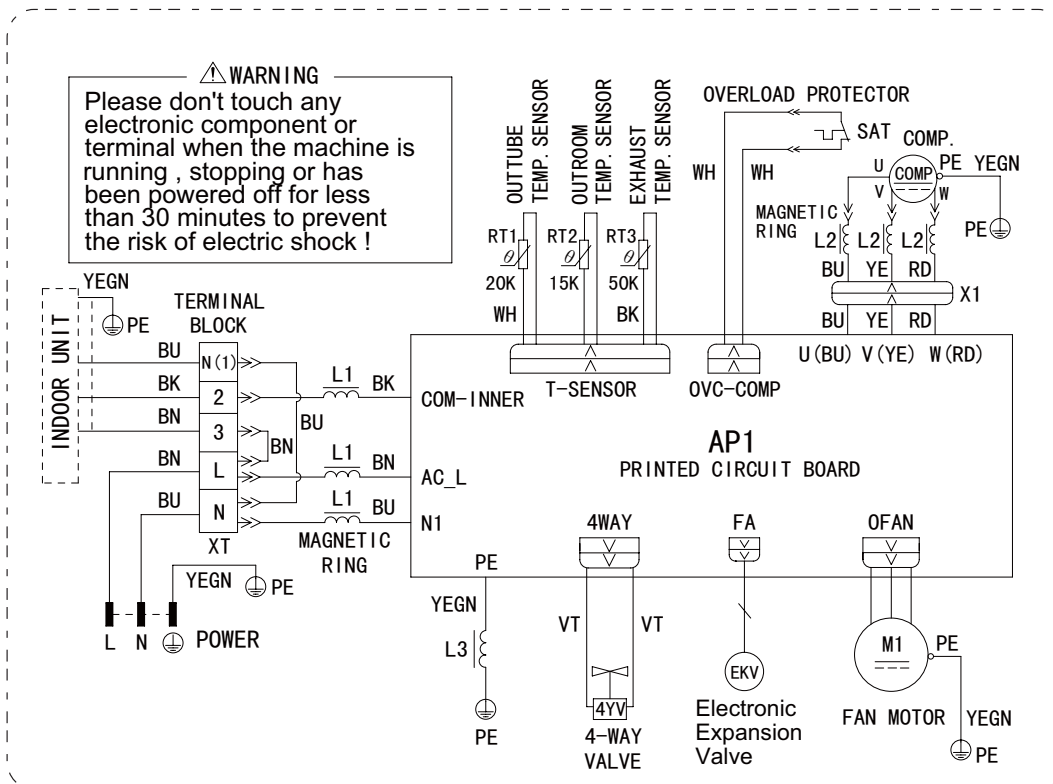 WARNING
Please don't touch any
electronic component or
terminal when the machine is
running , stopping or has
been powered off for less
than 30 minutes to prevent
the risk of electric shock !
OUTTUBE
TEMP. SENSOR
OUTROOM
TEMP. SENSOR
EXHAUST
TEMP. SENSOR
OVERLOAD PROTECTOR
SAT
WH
WH
COMP.
U
V
W
COMP
PE
YEGN
PE
MAGNETIC
RING
L2
L2
L2
BU
YE
RD
X1
BU
YE
RD
U(BU) V(YE) W(RD)
RT1
RT2
RT3
θ
θ
θ
20K
15K
50K
WH
BK
T-SENSOR
OVC-COMP
YEGN
PE
INDOOR UNIT
TERMINAL
BLOCK
BU
N(1)
BK
2
BN
3
BN
L
BU
N
XT
BU
BN
L1
BK
COM-INNER
L1
BN
AC_L
L1
BU
N1
MAGNETIC
RING
AP1
PRINTED CIRCUIT BOARD
YEGN
PE
L
N
POWER
PE
YEGN
L3
PE
4WAY
VT
VT
4YV
4-WAY
VALVE
FA
EKV
Electronic
Expansion
Valve
OFAN
M1
PE
FAN MOTOR
YEGN
PE